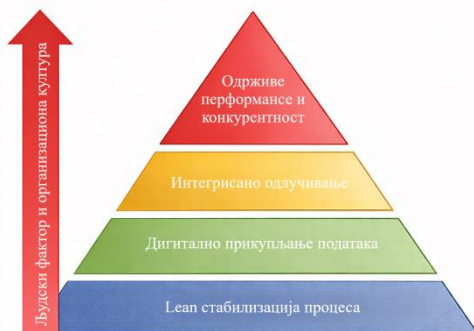 Људски фактор и организациона култура
Одрживе
перформансе и
конкурентност
Интегрисано одлучивање
Дигитално прикупљање података
Lean стабилизација процеса